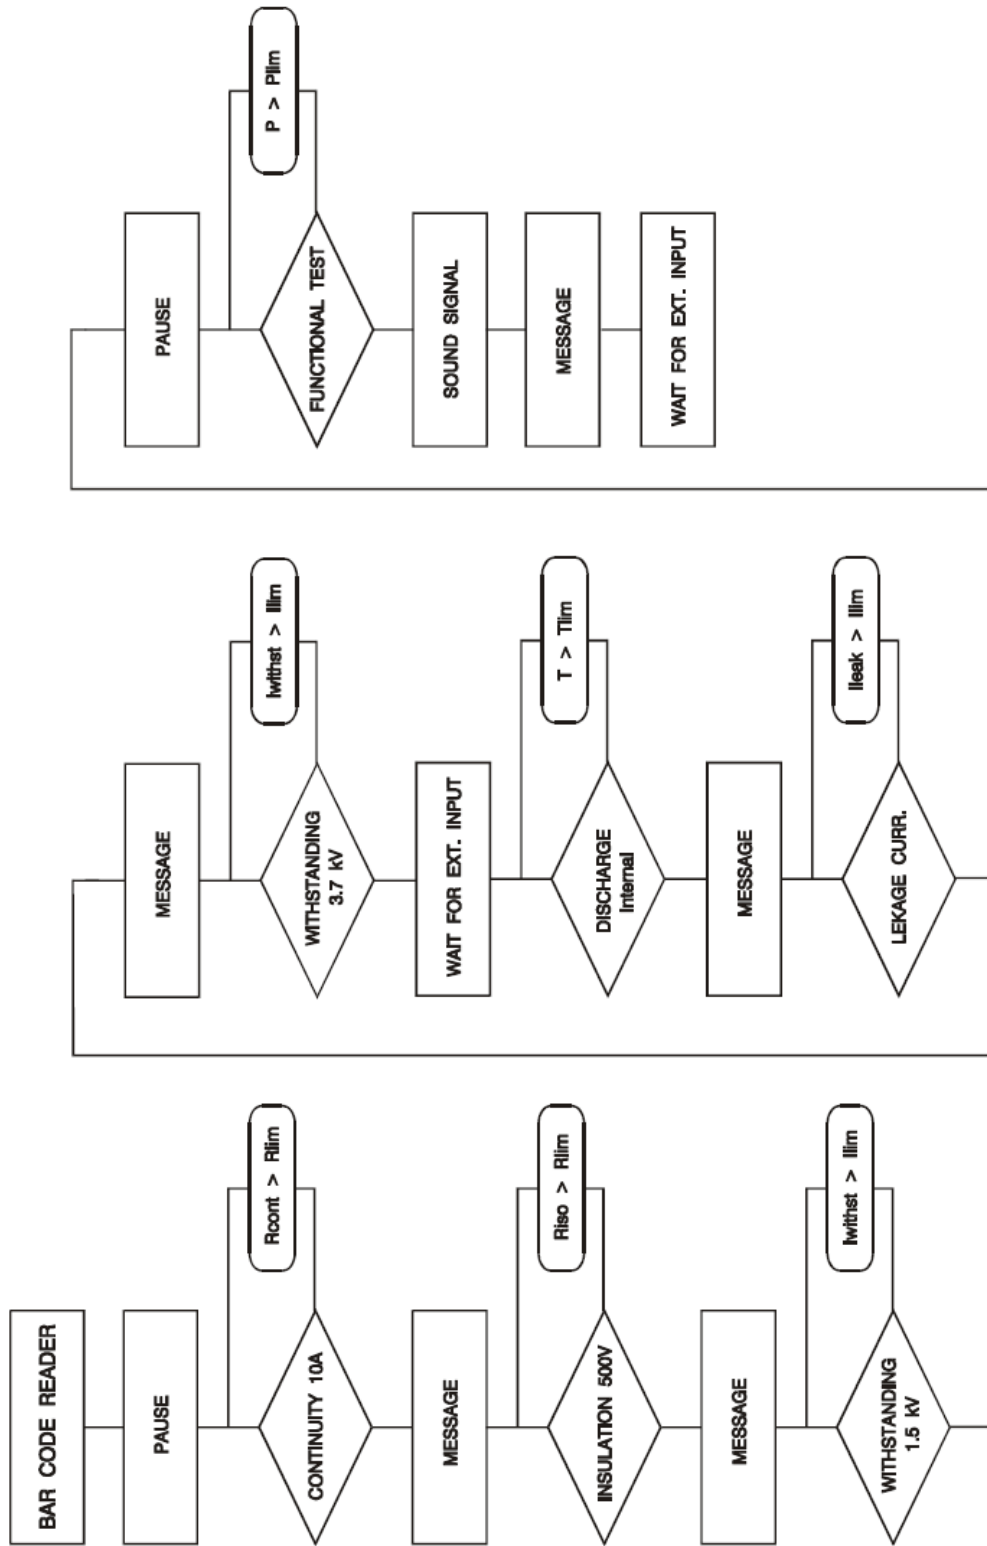 BAR CODE READER
PAUSE
CONTINUITY 10A
Rcont > Rlim
MESSAGE
INSULATION 500V
Riso > Rlim
MESSAGE
WITHSTANDING
1.5 kV
Iwithst > Ilim
MESSAGE
WITHSTANDING
3.7 kV
Iwithst > Ilim
WAIT FOR EXT. INPUT
DISCHARGE
Internal
T > Tlim
MESSAGE
LEKAGE CURR.
Ileak > Ilim
PAUSE
FUNCTIONAL TEST
P > Plim
SOUND SIGNAL
MESSAGE
WAIT FOR EXT. INPUT